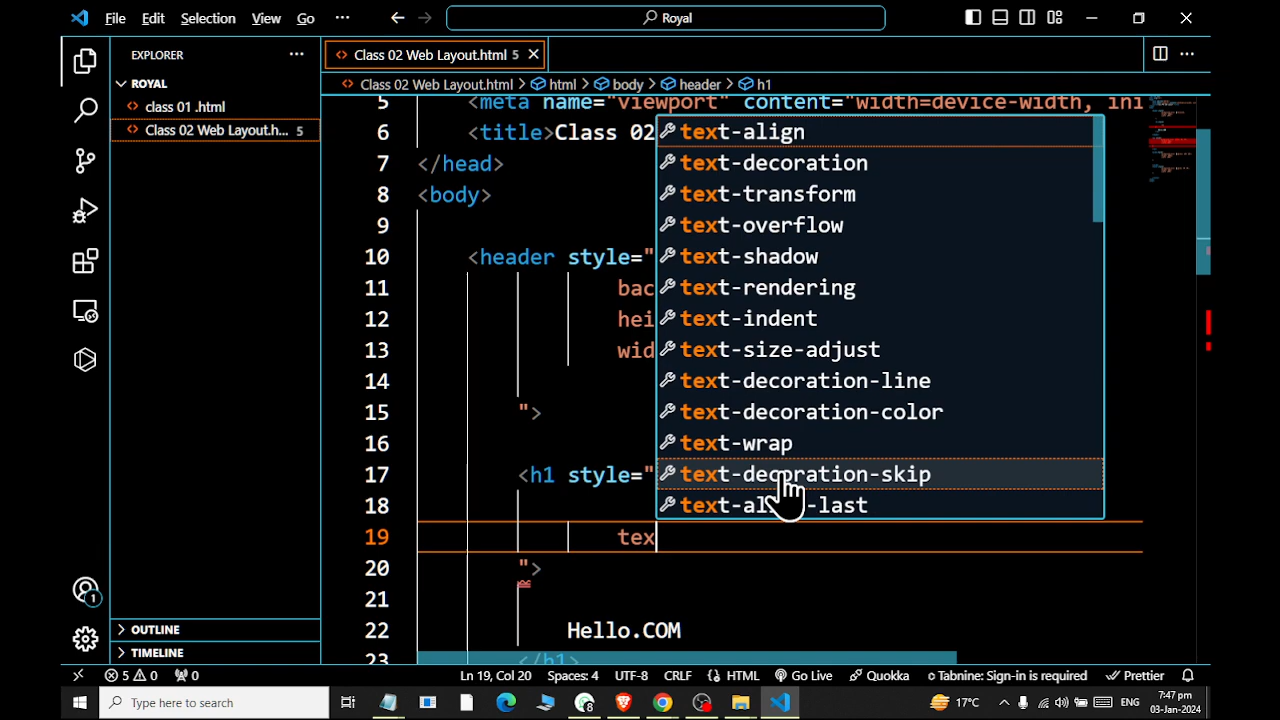 File Edit Selection View Go ··· Royal
EXPLORER ···
Class 02 Web Layout.html 5
ROYAL
class 01 .html
Class 02 Web Layout.h... 5
Class 02 Web Layout.html > html > body > header > h1
5 <meta name="viewport" content="width=device-width, ini
6 <title>Class 02
7 </head>
8 <body>
9
10 <header style="
11 bac
12 hei
13 wid
14
15 ">
16
17 <h1 style="
18
19 tex
20 ">
21
22 Hello.COM
23 </h1>
text-align
text-decoration
text-transform
text-overflow
text-shadow
text-rendering
text-indent
text-size-adjust
text-decoration-line
text-decoration-color
text-wrap
text-decoration-skip
text-align-last
1
OUTLINE
TIMELINE
5 0 0 Ln 19, Col 20 Spaces: 4 UTF-8 CRLF HTML Go Live Quokka Tabnine: Sign-in is required Prettier
Type here to search
17°C
7:47 pm
03-Jan-2024